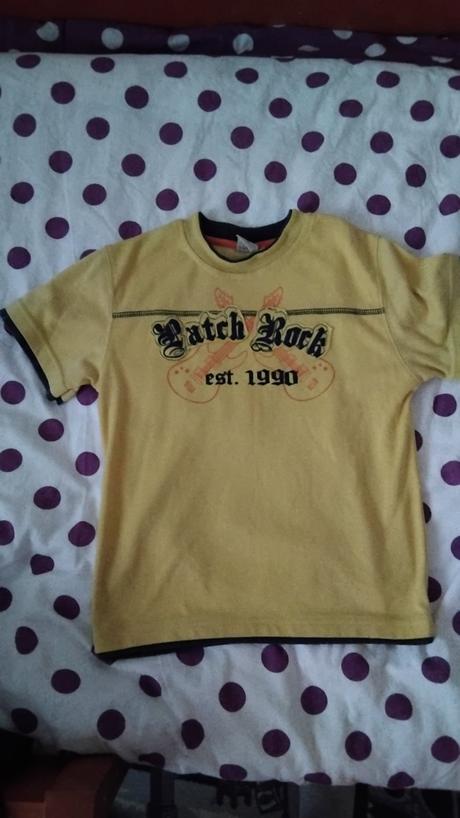 Patch Rock
est. 1990